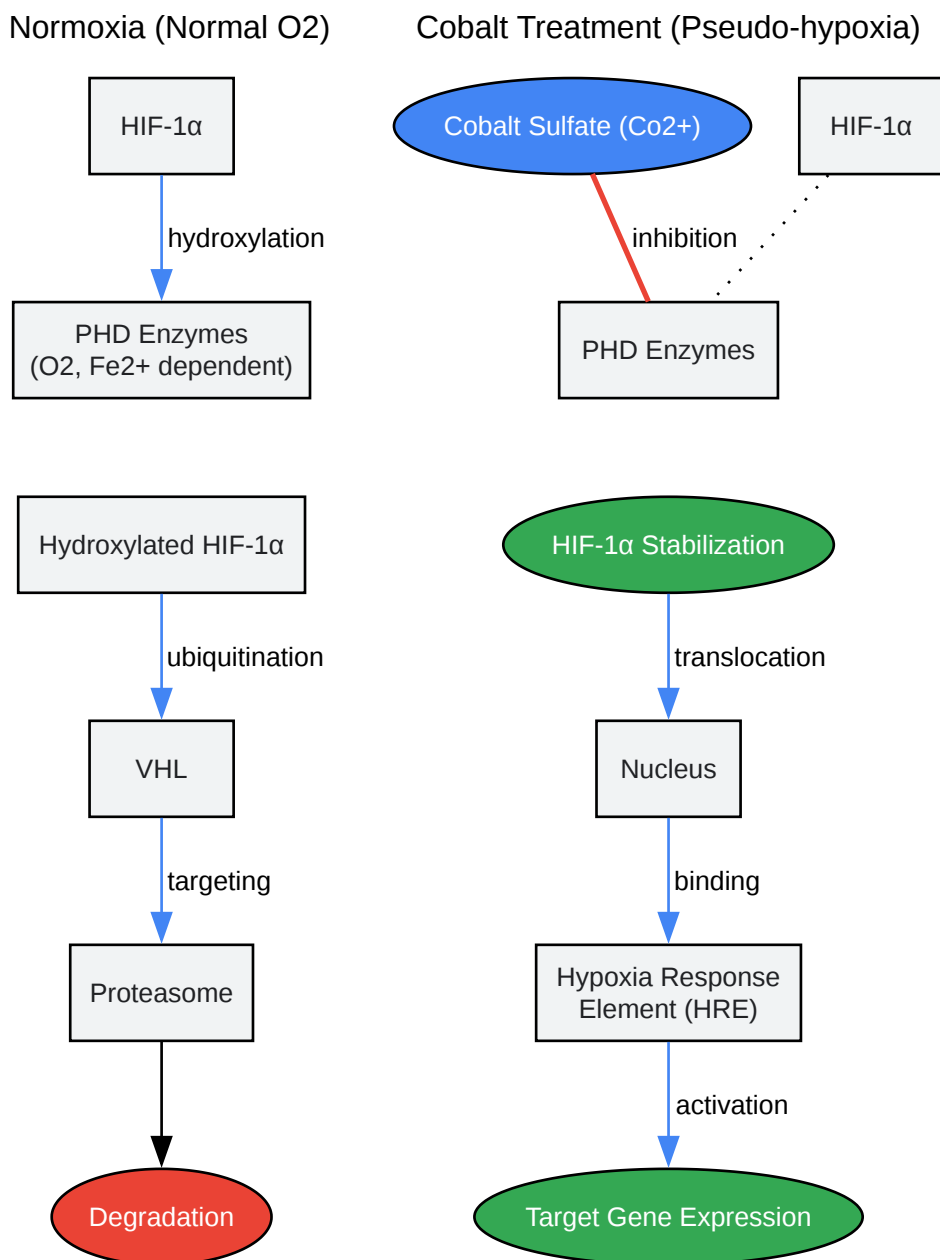 Normoxia (Normal O2)
HIF-1α
hydroxylation
PHD Enzymes
(O2, Fe2+ dependent)
Hydroxylated HIF-1α
ubiquitination
VHL
targeting
Proteasome
Degradation
Cobalt Treatment (Pseudo-hypoxia)
Cobalt Sulfate (Co2+)
HIF-1α
inhibition
PHD Enzymes
HIF-1α Stabilization
translocation
Nucleus
binding
Hypoxia Response
Element (HRE)
activation
Target Gene Expression